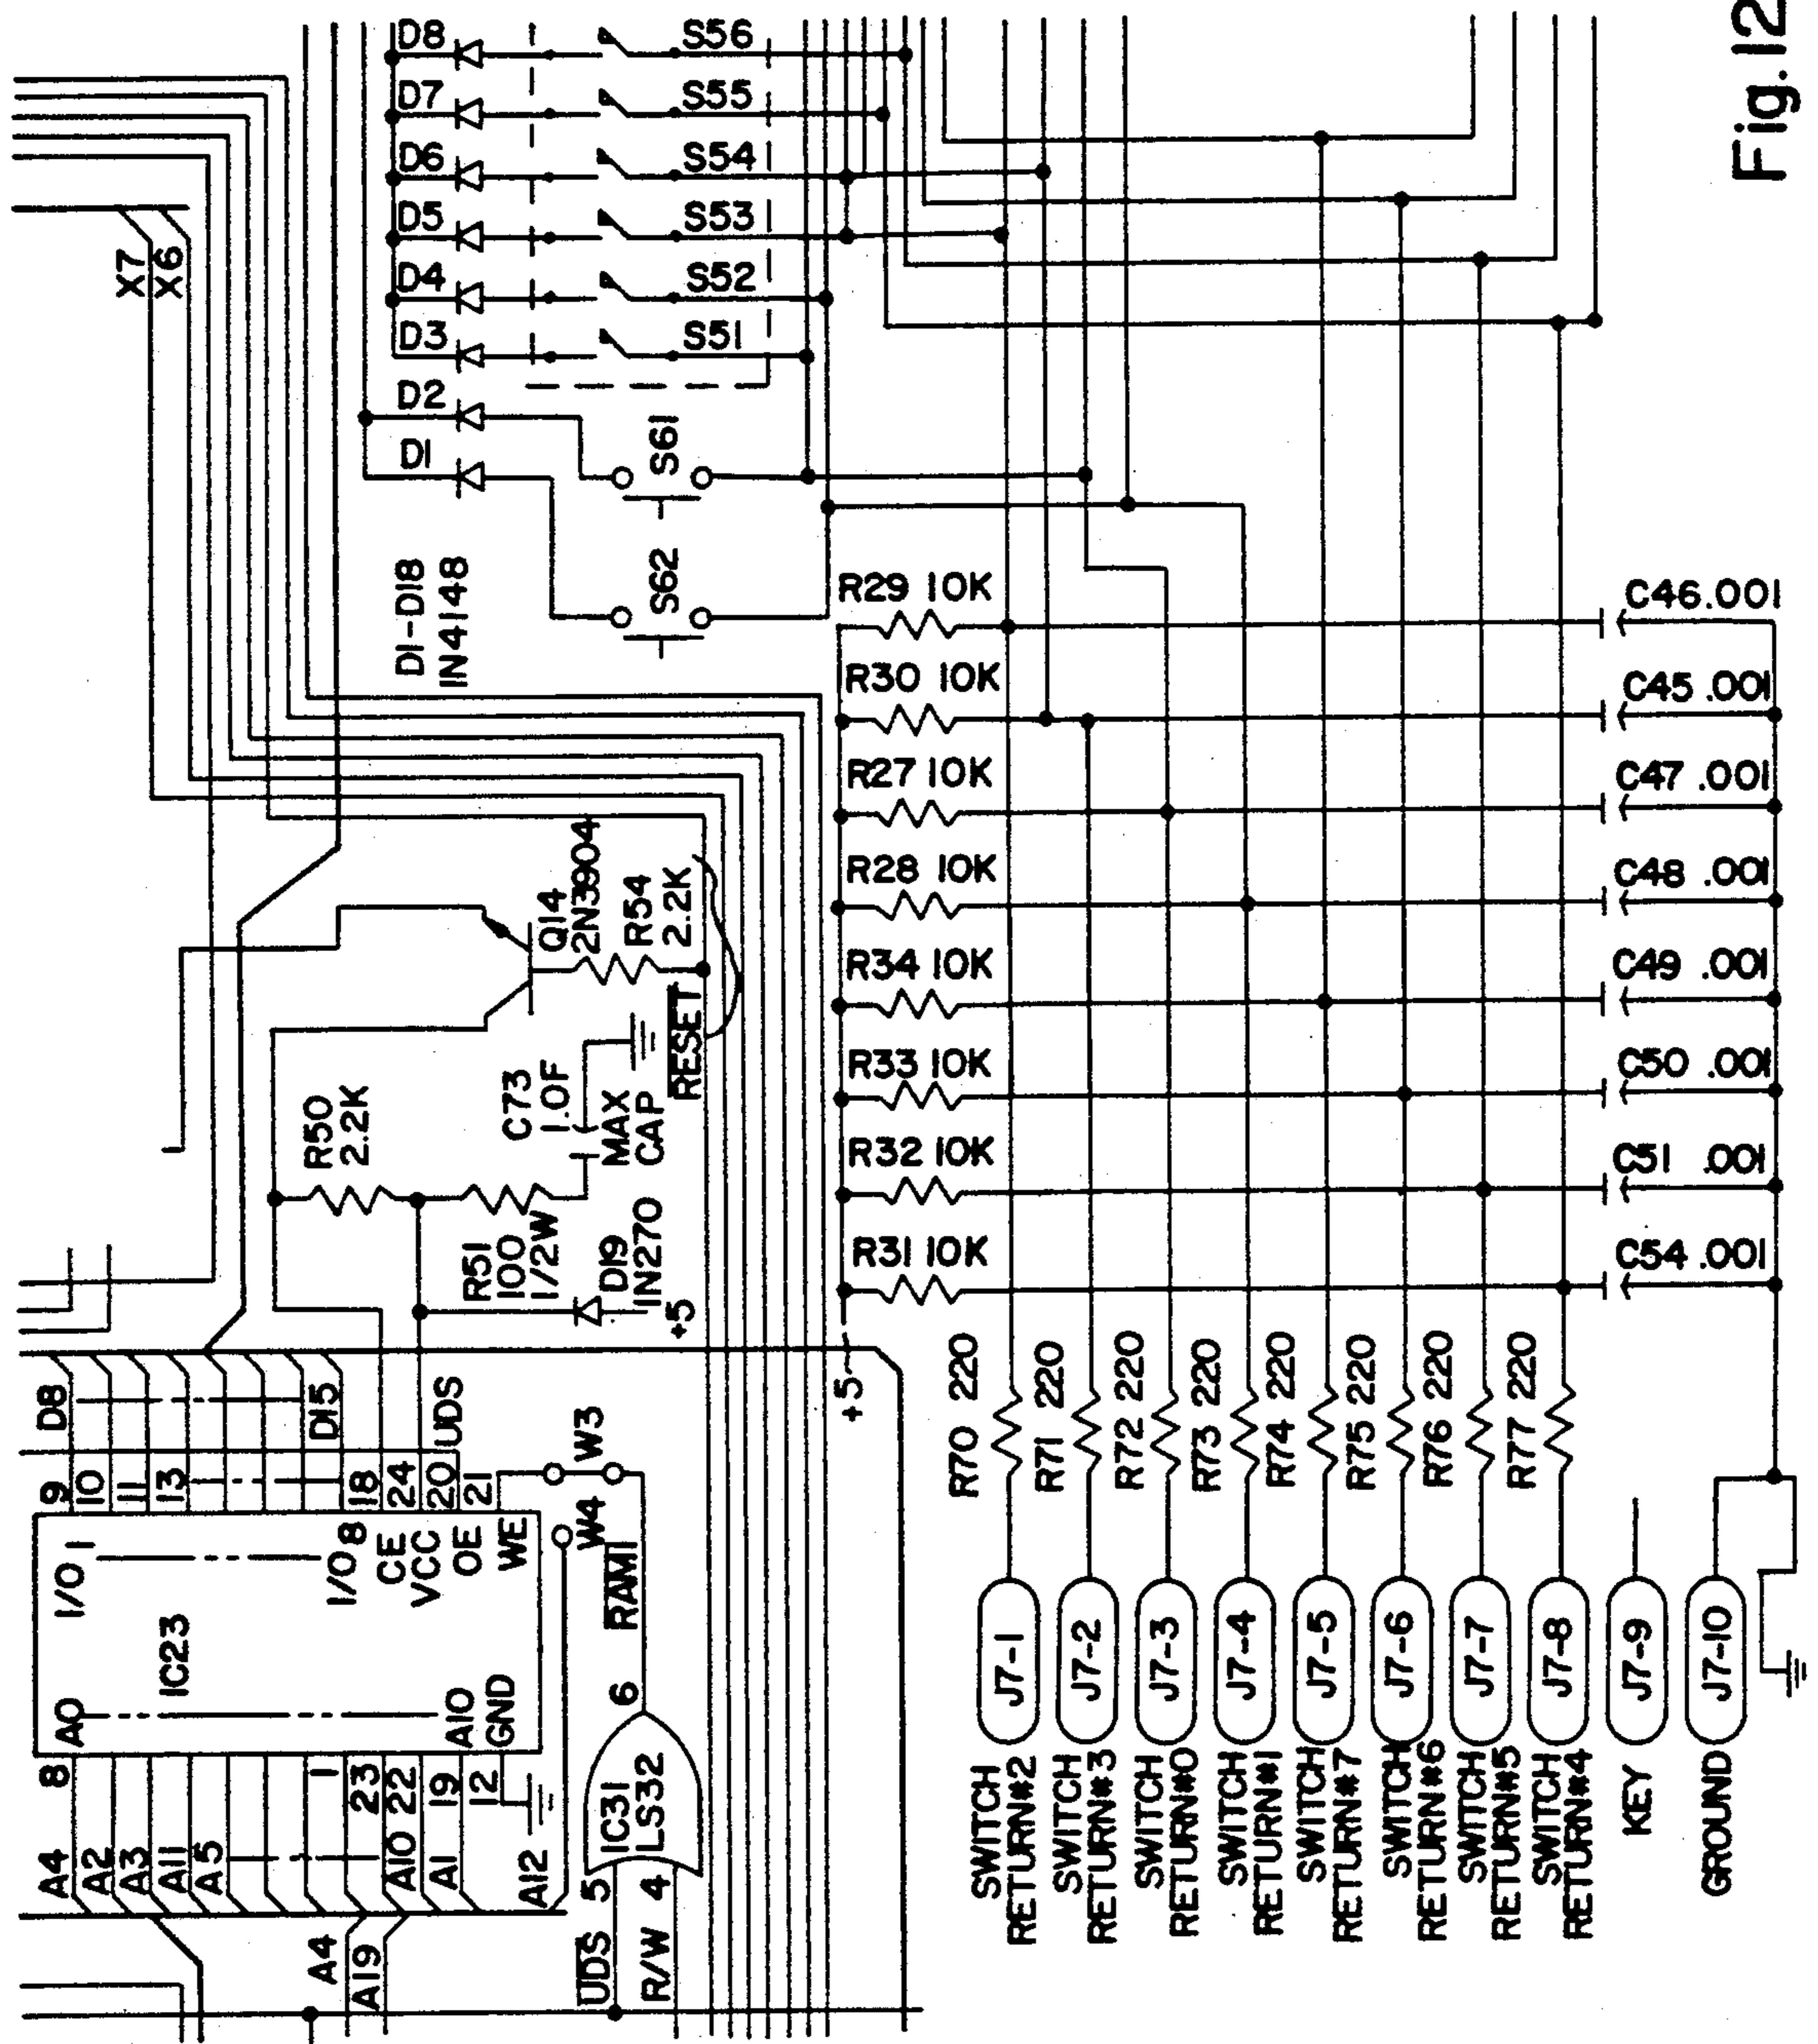 D8
S56
D7
S55
D6
S54
D5
S53
D4
S52
D3
S51
D2
S61
D1
S62
X7
X6
D1-D18
1N4148
Q14
2N3904
R54
2.2K
RESET
R50
2.2K
C73
1.0F
MAX
CAP
R51
100
1/2W
D19
1N270
+5
R29 10K
C46.001
R30 10K
C45 .001
R27 10K
C47 .001
R28 10K
C48 .001
R34 10K
C49 .001
R33 10K
C50 .001
R32 10K
C51 .001
R31 10K
C54 .001
+5
D8
D15
UDS
9
10
11
13
18
24
20
21
I/O 1
I/O 8
CE
VCC
OE
WE
IC23
A0
A10
GND
8
1
23
22
19
12
A4
A2
A3
A11
A5
A10
A1
A12
A4
A19
W3
W4
RAM1
6
IC31
LS32
5
4
UDS
R/W
R70 220
R71 220
R72 220
R73 220
R74 220
R75 220
R76 220
R77 220
J7-1
SWITCH
RETURN#2
J7-2
SWITCH
RETURN#3
J7-3
SWITCH
RETURN#0
J7-4
SWITCH
RETURN#1
J7-5
SWITCH
RETURN#7
J7-6
SWITCH
RETURN#6
J7-7
SWITCH
RETURN#5
J7-8
SWITCH
RETURN#4
J7-9
KEY
J7-10
GROUND
Fig.12